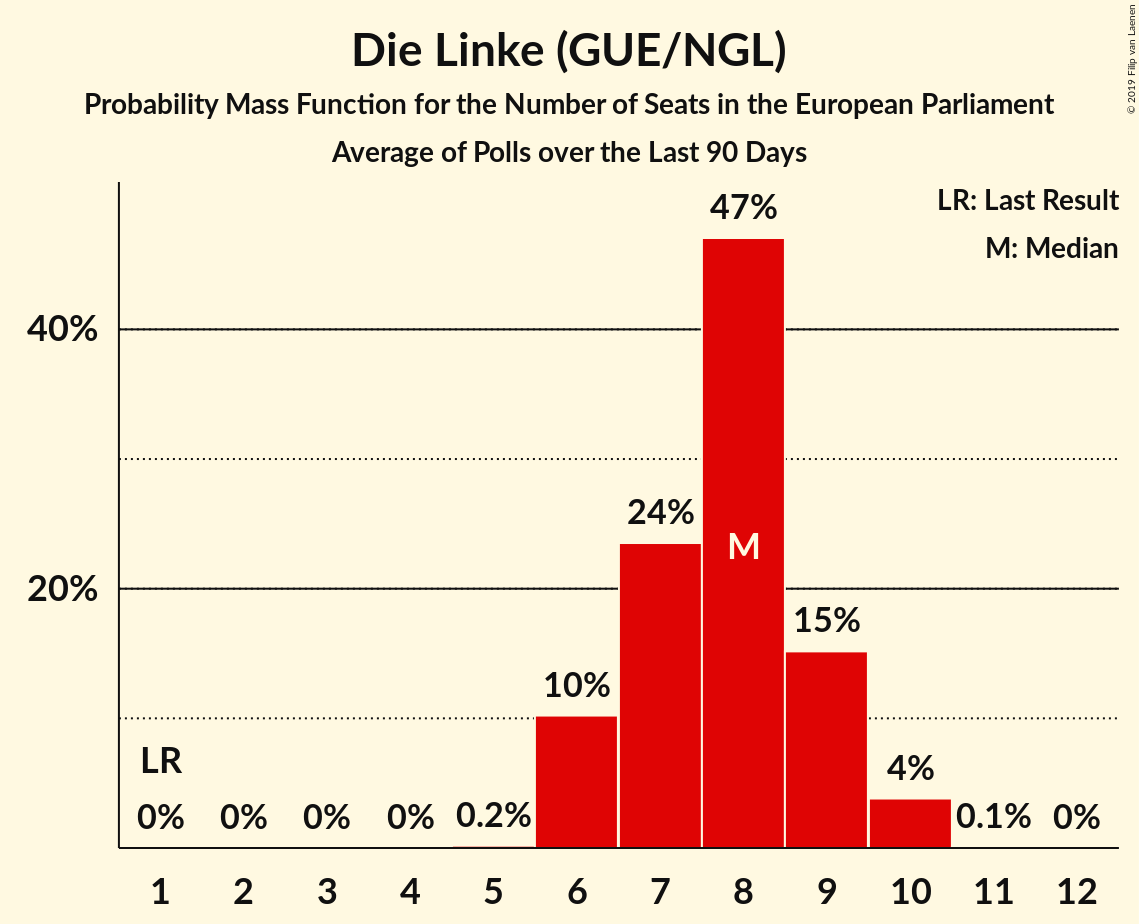 © 2019 Filip van Laenen
Die Linke (GUE/NGL)
Probability Mass Function for the Number of Seats in the European Parliament
Average of Polls over the Last 90 Days
LR: Last Result
M: Median
47%
40%
24%
M
20%
15%
10%
LR
4%
0% 0% 0% 0% 0.2% 0.1% 0%
1 2 3 4 5 6 7 8 9 10 11 12